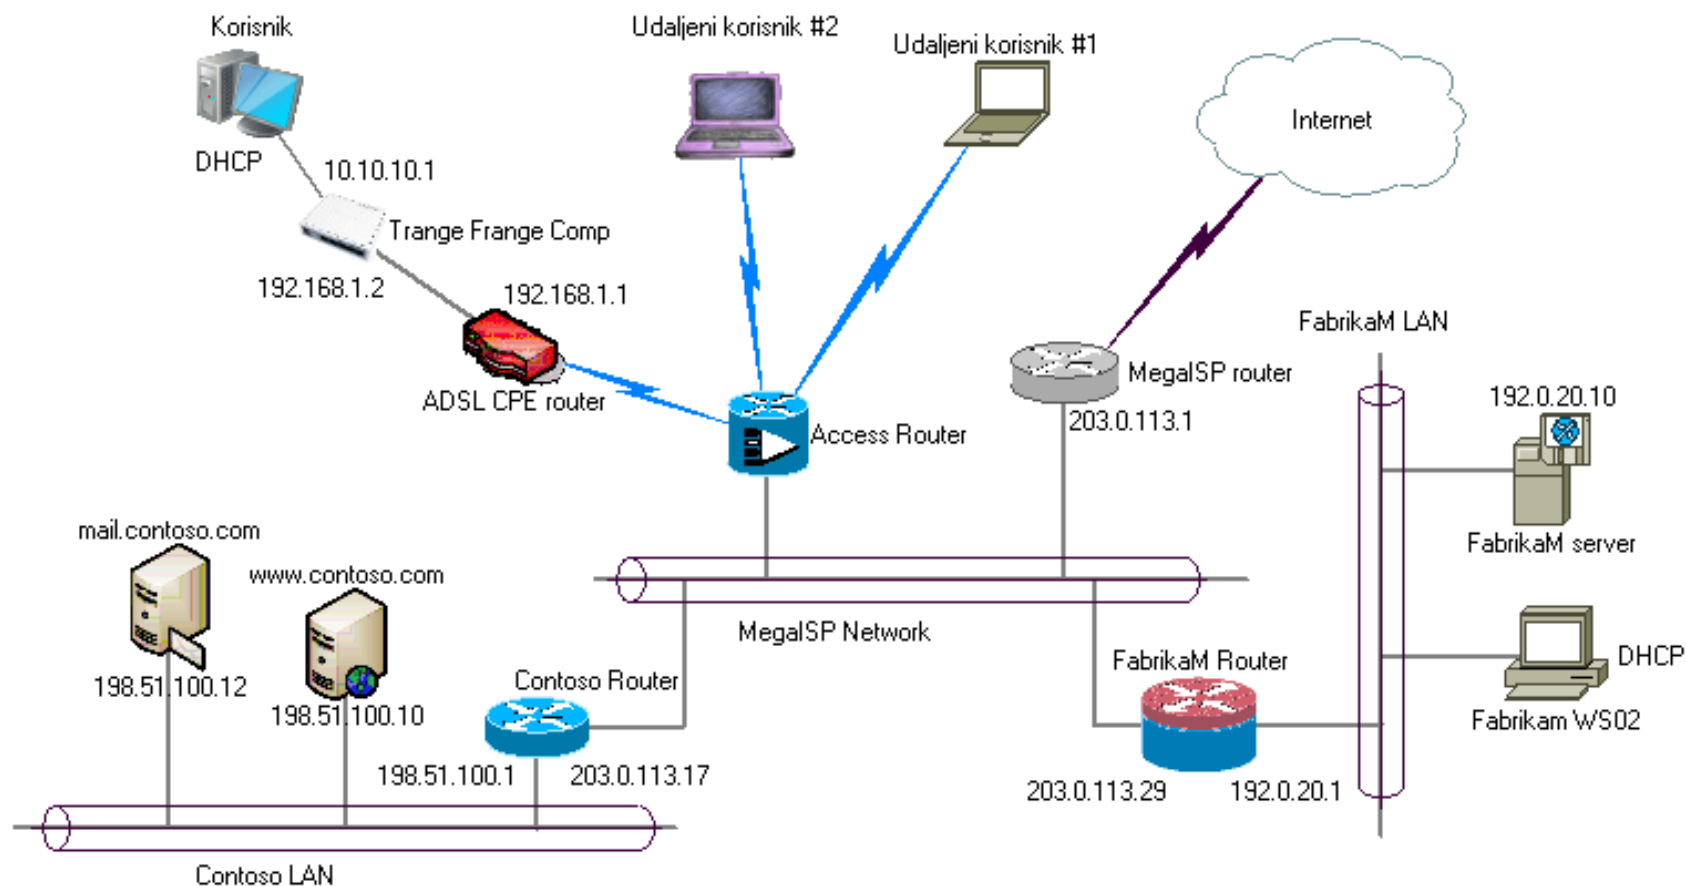 Korisnik
Udaljeni korisnik #2
Udaljeni korisnik #1
Internet
DHCP
10.10.10.1
Trange Frange Comp
192.168.1.2
192.168.1.1
ADSL CPE router
Access Router
MegaISP router
203.0.113.1
FabrikaM LAN
192.0.20.10
FabrikaM server
mail.contoso.com
www.contoso.com
198.51.100.12
198.51.100.10
MegaISP Network
Contoso Router
198.51.100.1
203.0.113.17
FabrikaM Router
203.0.113.29
192.0.20.1
DHCP
Fabrikam WS02
Contoso LAN